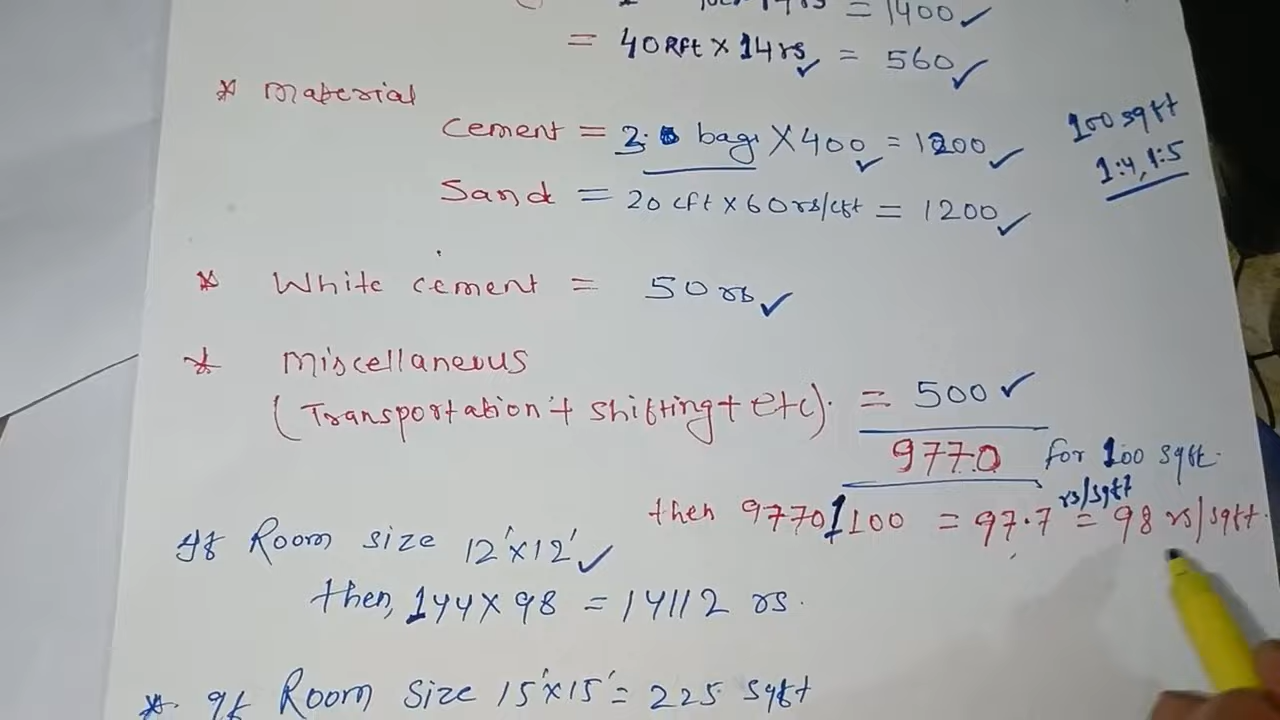 = 1400 ✓
= 40 Rft × 14 rs ✓ = 560 ✓
* Material
Cement = 3 bag × 400 ✓ = 1200 ✓
100 sqft
1:4, 1:5
Sand = 20 cft × 60 rs/cft = 1200 ✓
* White cement = 50 rs ✓
* Miscellaneous
(Transportation + shifting + etc). = 500 ✓
9770 for 100 sqft.
rs/sqft
then 9770/100 = 97.7 = 98 rs/sqft.
If Room size 12'×12' ✓
then, 144 × 98 = 14112 rs.
* If Room Size 15'×15' = 225 sqft